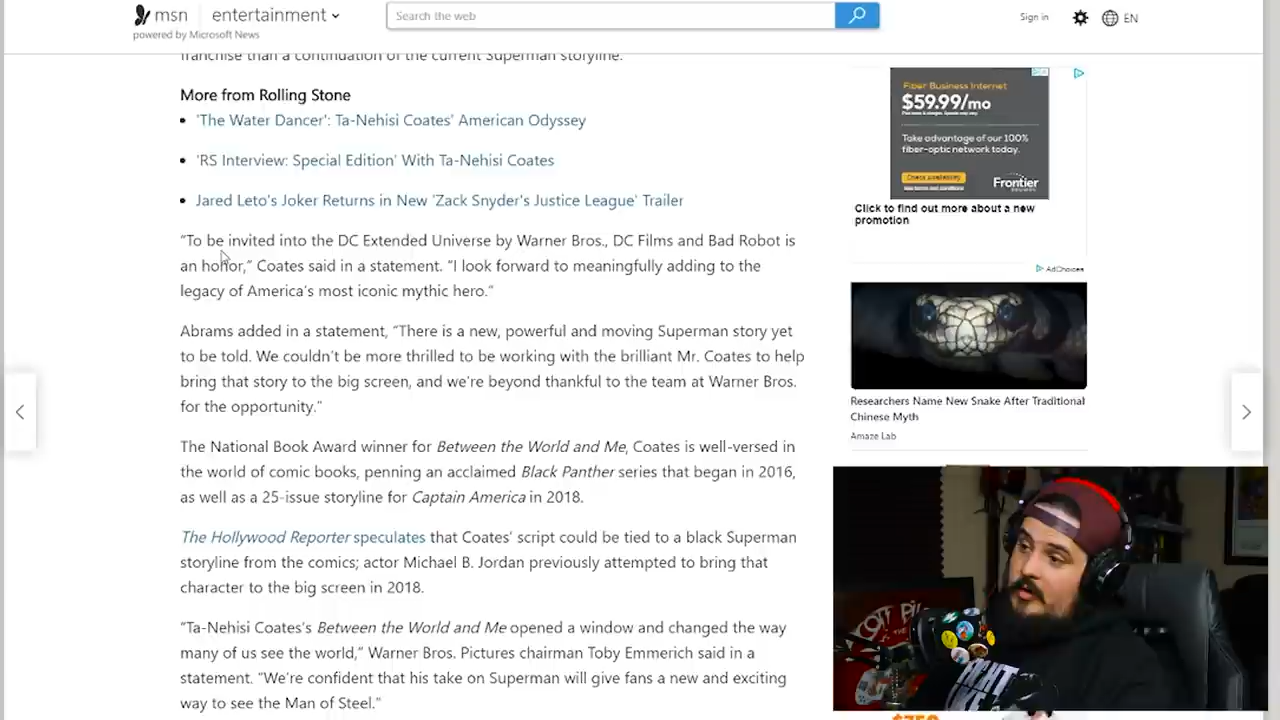 msn
entertainment
Search the web
Sign in
EN
powered by Microsoft News
franchise than a continuation of the current Superman storyline.
More from Rolling Stone
'The Water Dancer': Ta-Nehisi Coates' American Odyssey
'RS Interview: Special Edition' With Ta-Nehisi Coates
Jared Leto's Joker Returns in New 'Zack Snyder's Justice League' Trailer
“To be invited into the DC Extended Universe by Warner Bros., DC Films and Bad Robot is
an honor,” Coates said in a statement. “I look forward to meaningfully adding to the
legacy of America’s most iconic mythic hero.”
Abrams added in a statement, “There is a new, powerful and moving Superman story yet
to be told. We couldn’t be more thrilled to be working with the brilliant Mr. Coates to help
bring that story to the big screen, and we’re beyond thankful to the team at Warner Bros.
for the opportunity.”
The National Book Award winner for Between the World and Me, Coates is well-versed in
the world of comic books, penning an acclaimed Black Panther series that began in 2016,
as well as a 25-issue storyline for Captain America in 2018.
The Hollywood Reporter speculates that Coates’ script could be tied to a black Superman
storyline from the comics; actor Michael B. Jordan previously attempted to bring that
character to the big screen in 2018.
“Ta-Nehisi Coates’s Between the World and Me opened a window and changed the way
many of us see the world,” Warner Bros. Pictures chairman Toby Emmerich said in a
statement. “We’re confident that his take on Superman will give fans a new and exciting
way to see the Man of Steel.”
Fiber Business Internet
$59.99/mo
Take advantage of our 100%
fiber-optic network today.
Check availability
Frontier
Click to find out more about a new
promotion
AdChoices
Researchers Name New Snake After Traditional
Chinese Myth
Amaze Lab
$750